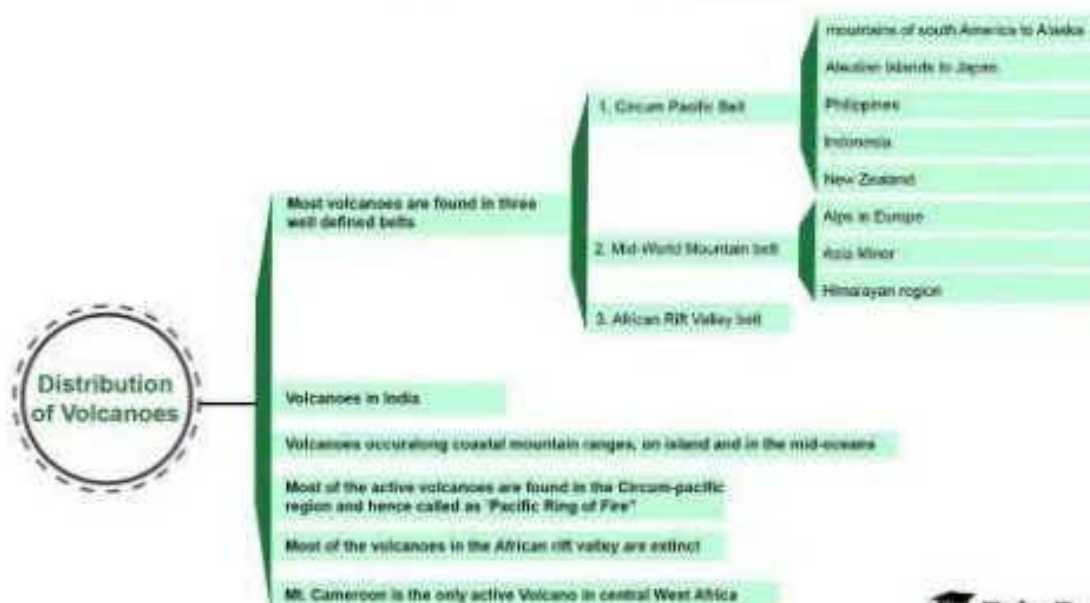 Distribution
of Volcanoes
Most volcanoes are found in three
well defined belts
1. Circum Pacific Belt
mountains of south America to Alaska
Aleutian Islands to Japan
Philippines
Indonesia
New Zealand
2. Mid-World Mountain belt
Alps in Europe
Asia Minor
Himalayan region
3. African Rift Valley belt
Volcanoes in India
Volcanoes occuralong coastal mountain ranges, on island and in the mid-oceans
Most of the active volcanoes are found in the Circum-pacific
region and hence called as "Pacific Ring of Fire"
Most of the volcanoes in the African rift valley are extinct
Mt. Cameroon is the only active Volcano in central West Africa